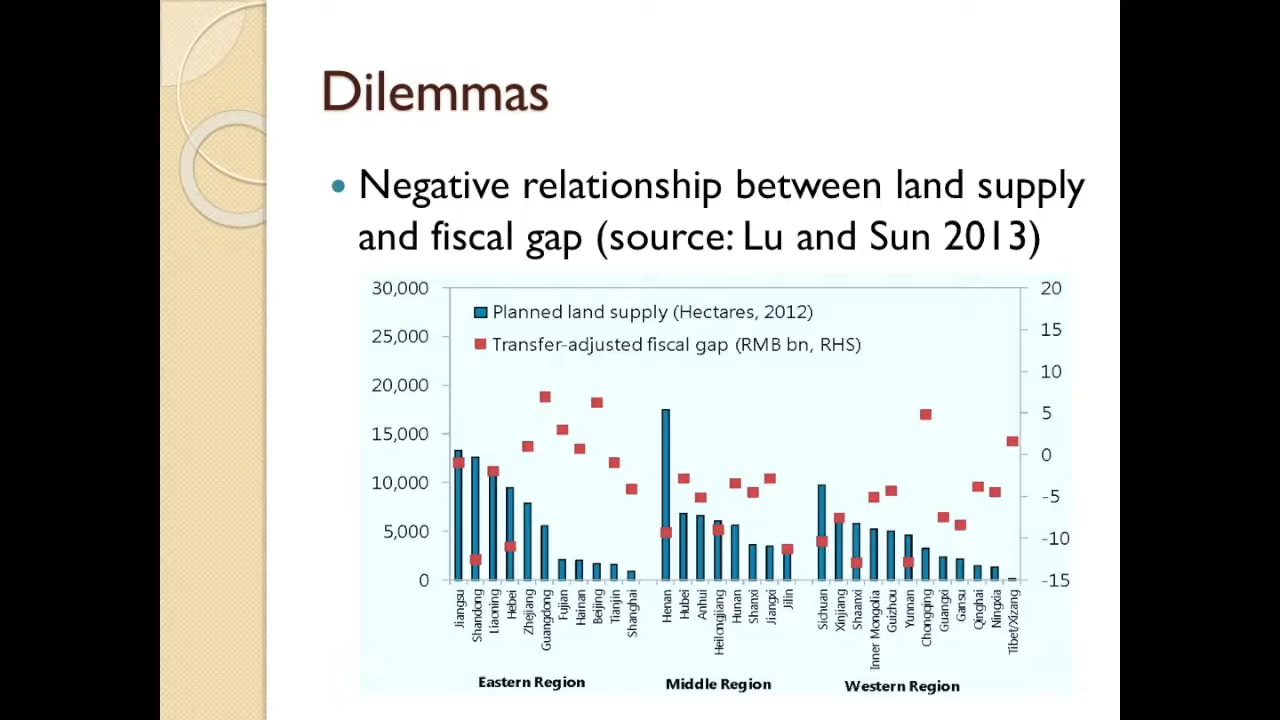 Dilemmas
Negative relationship between land supply
and fiscal gap (source: Lu and Sun 2013)
30,000
25,000
20,000
15,000
10,000
5,000
0
Planned land supply (Hectares, 2012)
Transfer-adjusted fiscal gap (RMB bn, RHS)
20
15
10
5
0
-5
-10
-15
Jiangsu
Shandong
Liaoning
Hebei
Zhejiang
Guangdong
Fujian
Hainan
Beijing
Tianjin
Shanghai
Henan
Hubei
Anhui
Heilongjiang
Hunan
Shanxi
Jiangxi
Jilin
Sichuan
Xinjiang
Shaanxi
Inner Mongolia
Guizhou
Yunnan
Chongqing
Guangxi
Gansu
Qinghai
Ningxia
Tibet/Xizang
Eastern Region
Middle Region
Western Region